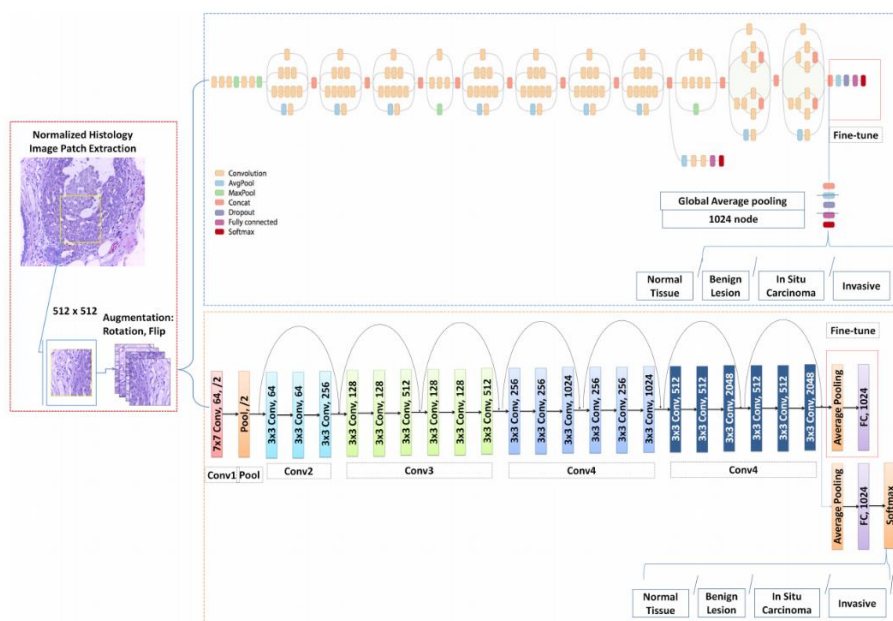 Normalized Histology
Image Patch Extraction
512 x 512
Augmentation:
Rotation, Flip
Convolution
AvgPool
MaxPool
Concat
Dropout
Fully connected
Softmax
Fine-tune
Global Average pooling
1024 node
Normal
Tissue
Benign
Lesion
In Situ
Carcinoma
Invasive
Fine-tune
7x7 Conv, 64, /2
Pool, /2
3x3 Conv, 64
3x3 Conv, 64
3x3 Conv, 256
3x3 Conv, 128
3x3 Conv, 128
3x3 Conv, 512
3x3 Conv, 128
3x3 Conv, 128
3x3 Conv, 512
3x3 Conv, 256
3x3 Conv, 256
3x3 Conv, 1024
3x3 Conv, 256
3x3 Conv, 256
3x3 Conv, 1024
3x3 Conv, 512
3x3 Conv, 512
3x3 Conv, 2048
3x3 Conv, 512
3x3 Conv, 512
3x3 Conv, 2048
Average Pooling
FC, 1024
Conv1
Pool
Conv2
Conv3
Conv4
Conv4
Average Pooling
FC, 1024
Softmax
Normal
Tissue
Benign
Lesion
In Situ
Carcinoma
Invasive